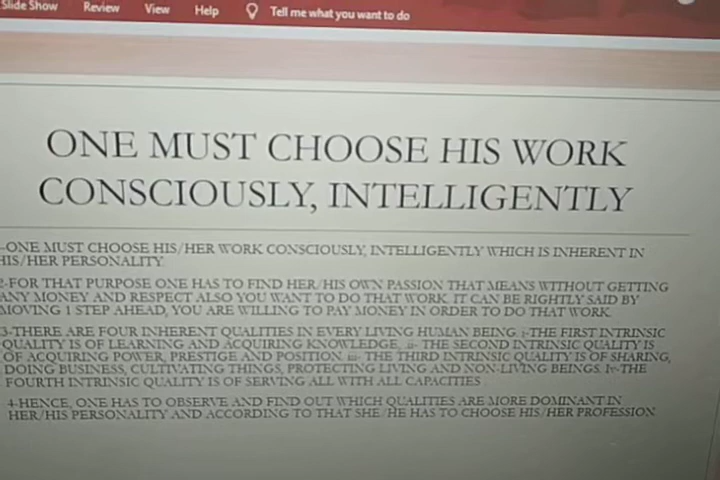 Slide Show Review View Help Tell me what you want to do
ONE MUST CHOOSE HIS WORK
CONSCIOUSLY, INTELLIGENTLY
-ONE MUST CHOOSE HIS/HER WORK CONSCIOUSLY, INTELLIGENTLY WHICH IS INHERENT IN
HIS/HER PERSONALITY.
2-FOR THAT PURPOSE ONE HAS TO FIND HER/HIS OWN PASSION THAT MEANS WITHOUT GETTING
ANY MONEY AND RESPECT ALSO YOU WANT TO DO THAT WORK. IT CAN BE RIGHTLY SAID BY
MOVING 1 STEP AHEAD, YOU ARE WILLING TO PAY MONEY IN ORDER TO DO THAT WORK.
3-THERE ARE FOUR INHERENT QUALITIES IN EVERY LIVING HUMAN BEING. i-THE FIRST INTRINSIC
QUALITY IS OF LEARNING AND ACQUIRING KNOWLEDGE. ii- THE SECOND INTRINSIC QUALITY IS
OF ACQUIRING POWER, PRESTIGE AND POSITION. iii- THE THIRD INTRINSIC QUALITY IS OF SHARING,
DOING BUSINESS, CULTIVATING THINGS, PROTECTING LIVING AND NON-LIVING BEINGS. Iv-THE
FOURTH INTRINSIC QUALITY IS OF SERVING ALL WITH ALL CAPACITIES
4-HENCE, ONE HAS TO OBSERVE AND FIND OUT WHICH QUALITIES ARE MORE DOMINANT IN
HER/HIS PERSONALITY AND ACCORDING TO THAT SHE/HE HAS TO CHOOSE HIS/HER PROFESSION